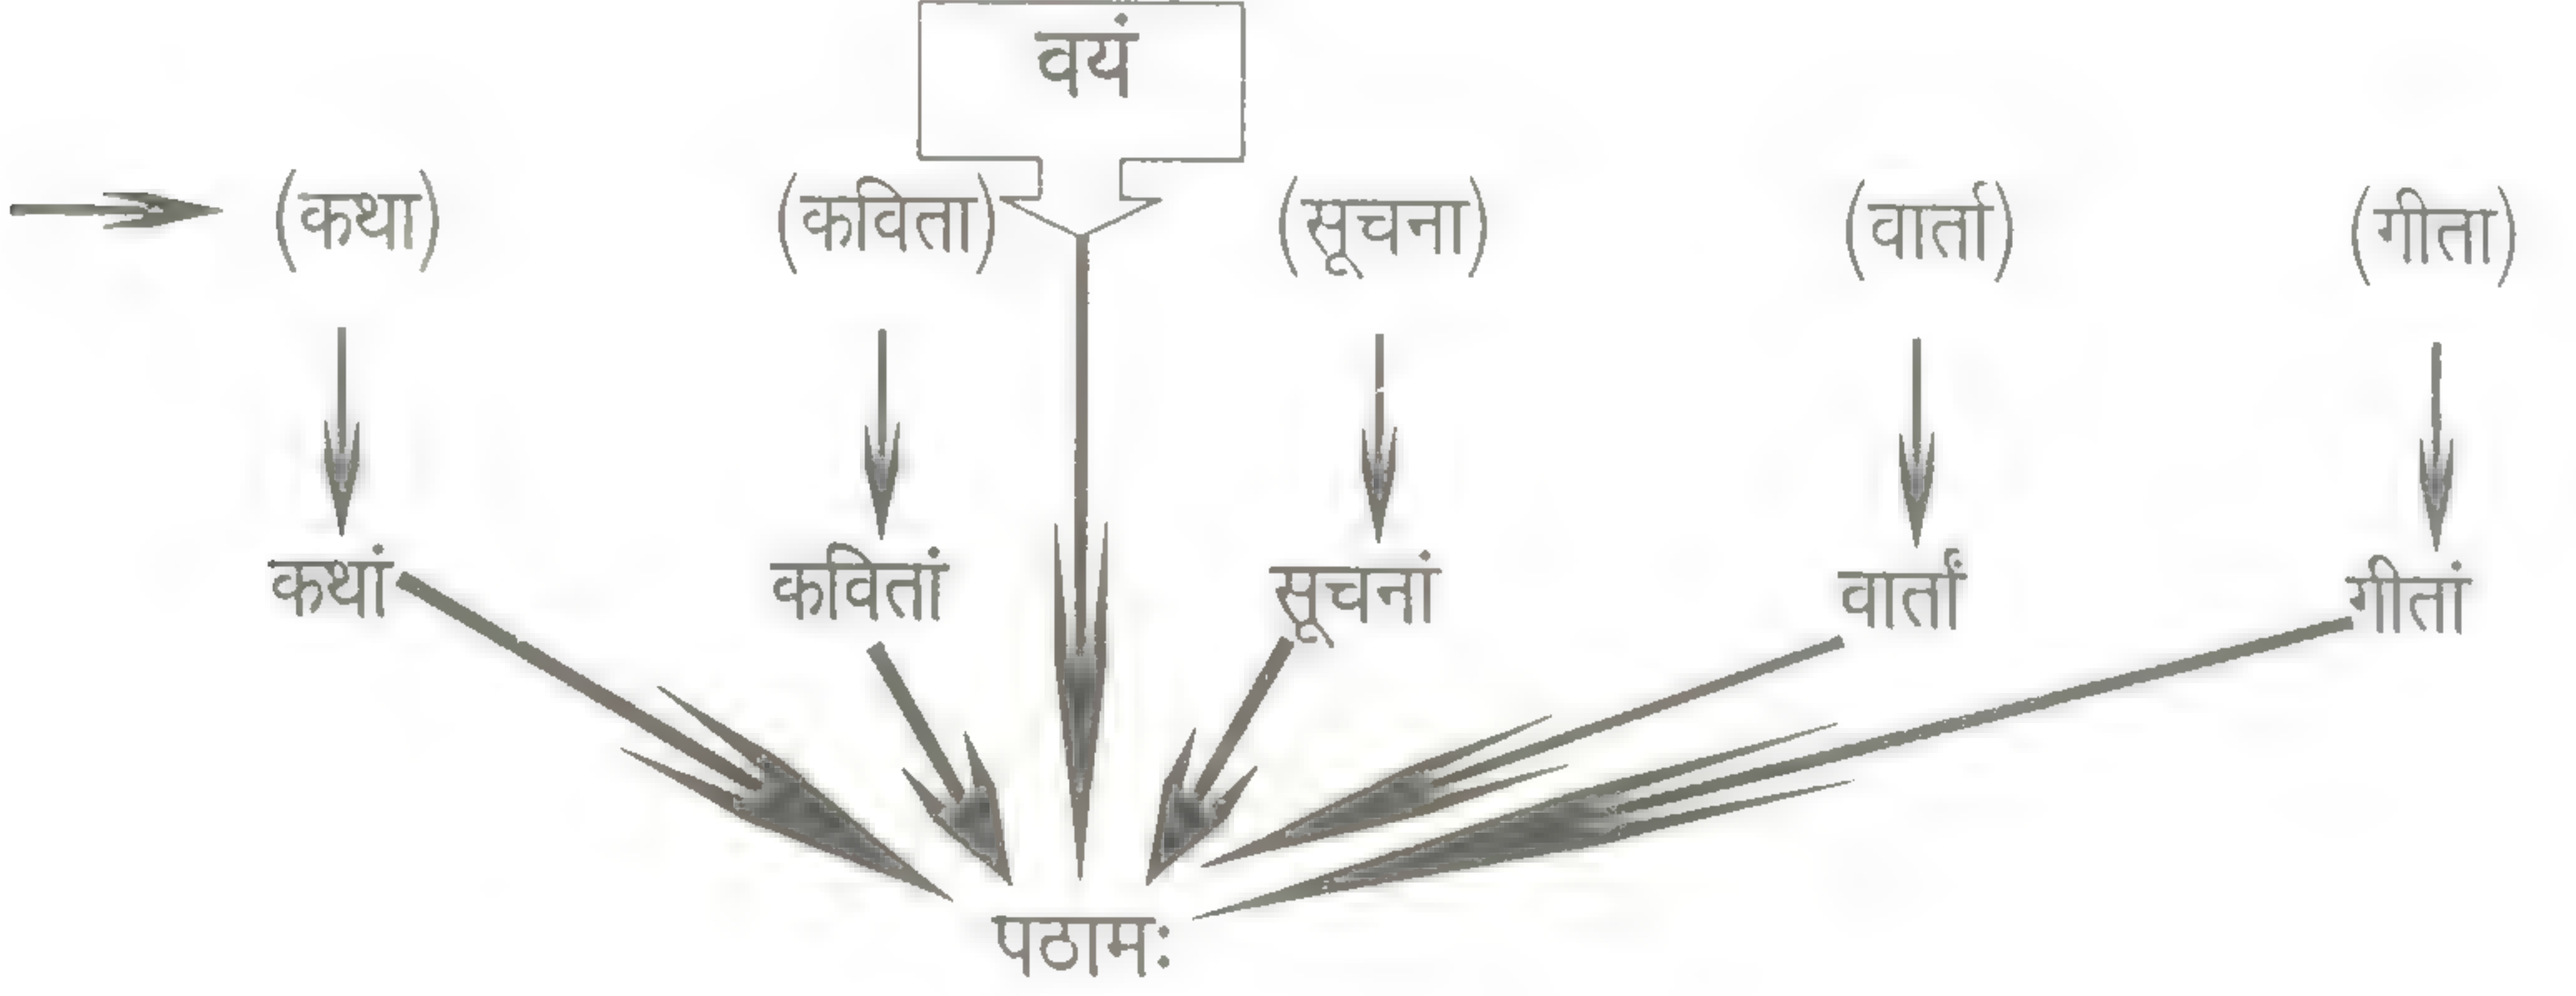 वयं
(कथा) (कविता) (सूचना) (वार्ता) (गीता)
कथां कवितां सूचनां वार्तां गीतां
पठामः